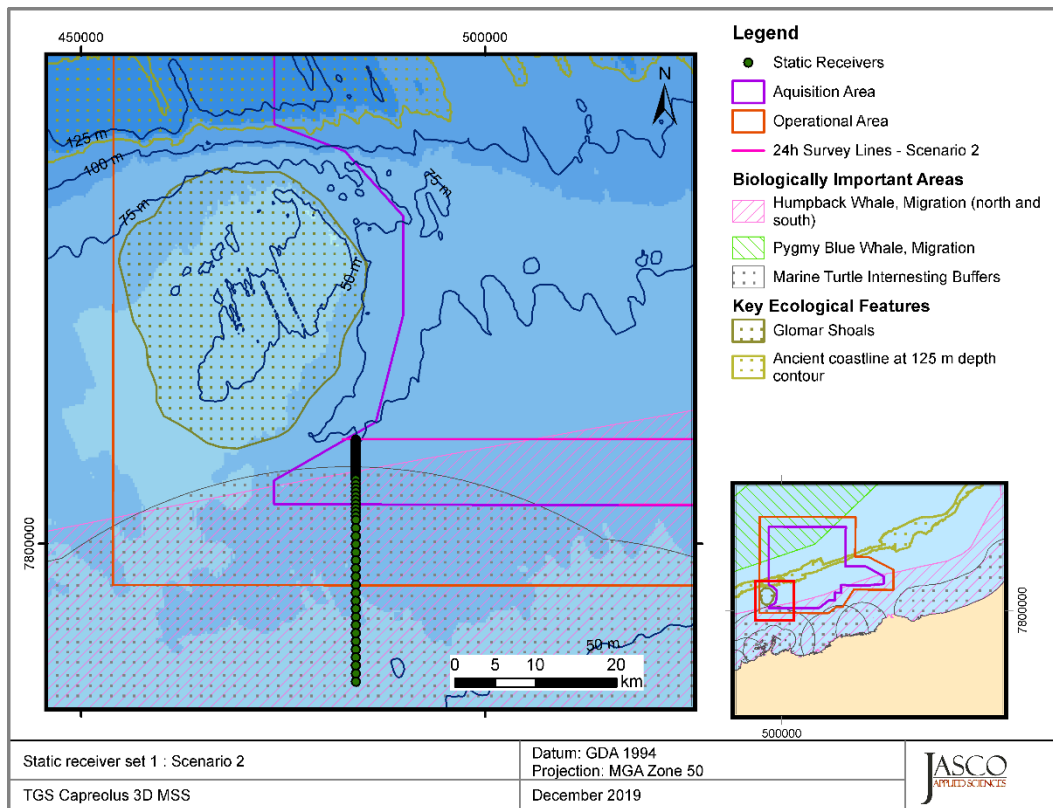 450000
500000
N
125 m
100 m
75 m
75 m
50 m
7800000
50 m
0 5 10 20
km
Legend
Static Receivers
Aquisition Area
Operational Area
24h Survey Lines - Scenario 2
Biologically Important Areas
Humpback Whale, Migration (north and
south)
Pygmy Blue Whale, Migration
Marine Turtle Internesting Buffers
Key Ecological Features
Glomar Shoals
Ancient coastline at 125 m depth
contour
7800000
500000
Static receiver set 1 : Scenario 2
Datum: GDA 1994
Projection: MGA Zone 50
TGS Capreolus 3D MSS
December 2019
JASCO
APPLIED SCIENCES